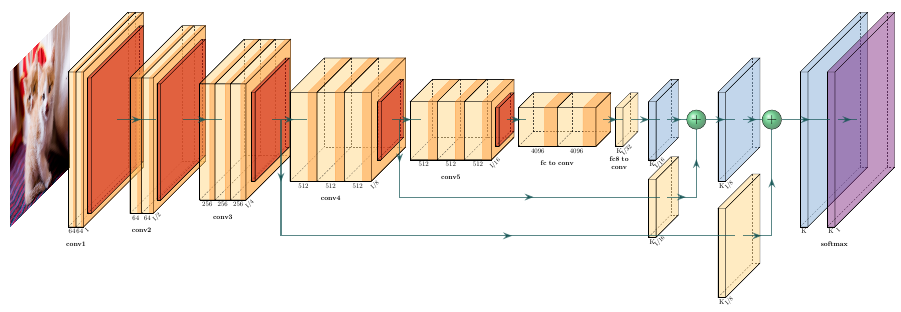 64 64 I
conv1
64 64 I/2
conv2
256 256 256 I/4
conv3
512 512 512 I/8
conv4
512 512 512 I/16
conv5
4096 4096
fc to conv
K I/32
fc8 to
conv
K I/16
K I/16
K I/8
K I/8
K
K I
softmax